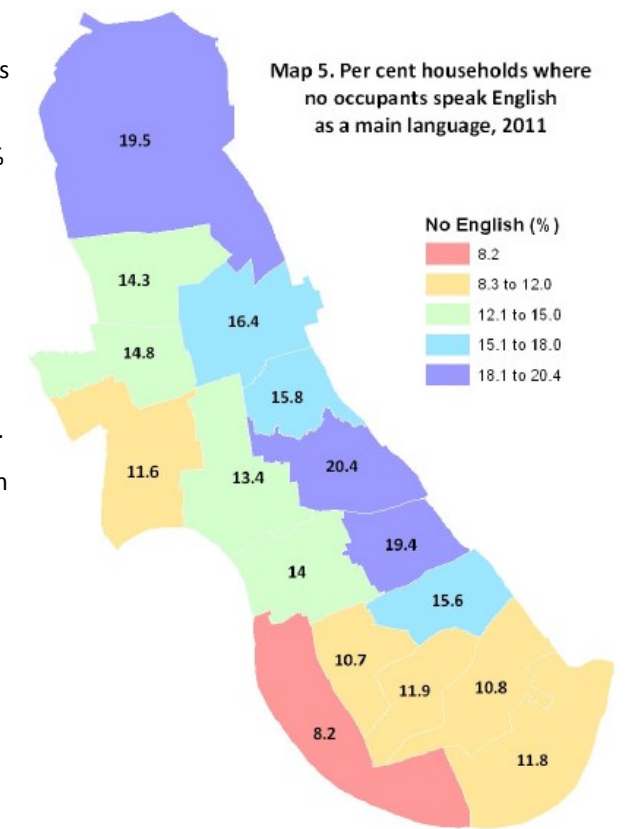 s
Map 5. Per cent households where
no occupants speak English
as a main language, 2011
%
19.5
No English (%)
8.2
8.3 to 12.0
12.1 to 15.0
15.1 to 18.0
18.1 to 20.4
14.3
16.4
14.8
15.8
.
11.6
13.4
20.4
n
19.4
14
15.6
10.7
11.9
10.8
8.2
11.8